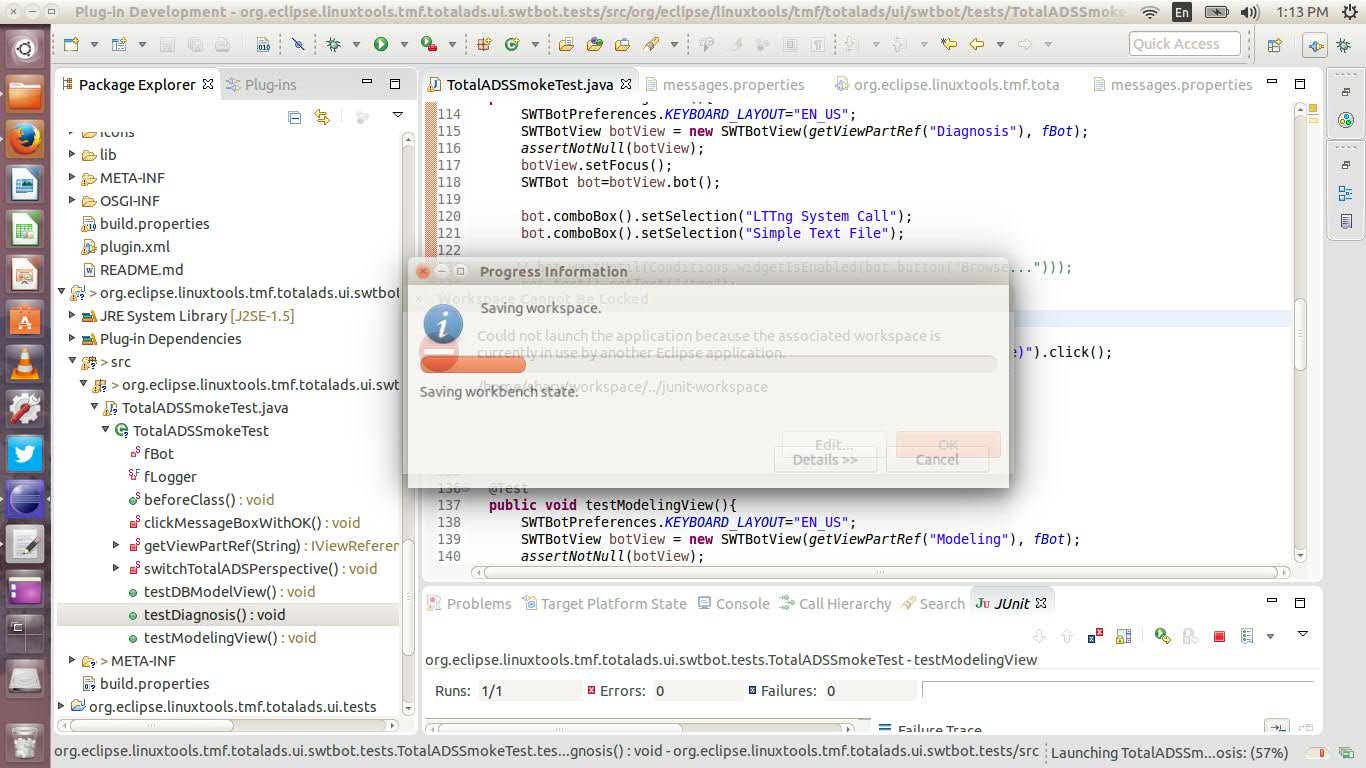 Plug-in Development - org.eclipse.linuxtools.tmf.totalads.ui.swtbot.tests/src/org/eclipse/linuxtools/tmf/totalads/ui/swtbot/tests/TotalADSSmoke
En
1:13 PM
Quick Access
Package Explorer
Plug-ins
icons
lib
META-INF
OSGI-INF
build.properties
plugin.xml
README.md
> org.eclipse.linuxtools.tmf.totalads.ui.swtbot
JRE System Library [J2SE-1.5]
Plug-in Dependencies
> src
> org.eclipse.linuxtools.tmf.totalads.ui.sw
TotalADSSmokeTest.java
TotalADSSmokeTest
fBot
fLogger
beforeClass() : void
clickMessageBoxWithOK() : void
getViewPartRef(String) : IViewReferen
switchTotalADSPerspective() : void
testDBModelView() : void
testDiagnosis() : void
testModelingView() : void
> META-INF
build.properties
org.eclipse.linuxtools.tmf.totalads.ui.tests
TotalADSSmokeTest.java
messages.properties
org.eclipse.linuxtools.tmf.tota
messages.properties
114 SWTBotPreferences.KEYBOARD_LAYOUT="EN_US";
115 SWTBotView botView = new SWTBotView(getViewPartRef("Diagnosis"), fBot);
116 assertNotNull(botView);
117 botView.setFocus();
118 SWTBot bot=botView.bot();
120 bot.comboBox().setSelection("LTTng System Call");
121 bot.comboBox().setSelection("Simple Text File");
122
(Conditions.widgetIsEnabled(bot.button("Browse...")));
Progress Information
Workspace Cannot Be Locked
Saving workspace.
Could not launch the application because the associated workspace is
currently in use by another Eclipse application.
e)").click();
/workspace/../junit-workspace
Saving workbench state.
Edit...
OK
Details >>
Cancel
136 @Test
137 public void testModelingView(){
138 SWTBotPreferences.KEYBOARD_LAYOUT="EN_US";
139 SWTBotView botView = new SWTBotView(getViewPartRef("Modeling"), fBot);
140 assertNotNull(botView);
Problems
Target Platform State
Console
Call Hierarchy
Search
JUnit
org.eclipse.linuxtools.tmf.totalads.ui.swtbot.tests.TotalADSSmokeTest - testModelingView
Runs: 1/1
Errors: 0
Failures: 0
Failure Trace
org.eclipse.linuxtools.tmf.totalads.ui.swtbot.tests.TotalADSSmokeTest.tes...gnosis() : void - org.eclipse.linuxtools.tmf.totalads.ui.swtbot.tests/src
Launching TotalADSSm...osis: (57%)